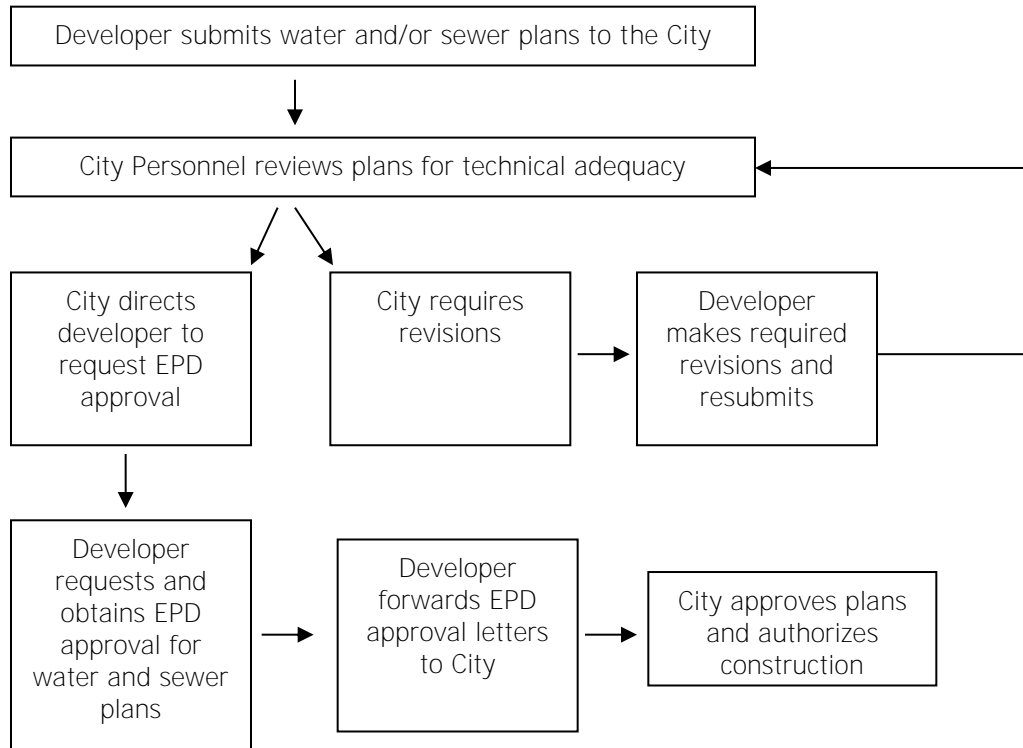 Developer submits water and/or sewer plans to the City
City Personnel reviews plans for technical adequacy
City directs
developer to
request EPD
approval
City requires
revisions
Developer
makes required
revisions and
resubmits
Developer
requests and
obtains EPD
approval for
water and sewer
plans
Developer
forwards EPD
approval letters
to City
City approves plans
and authorizes
construction